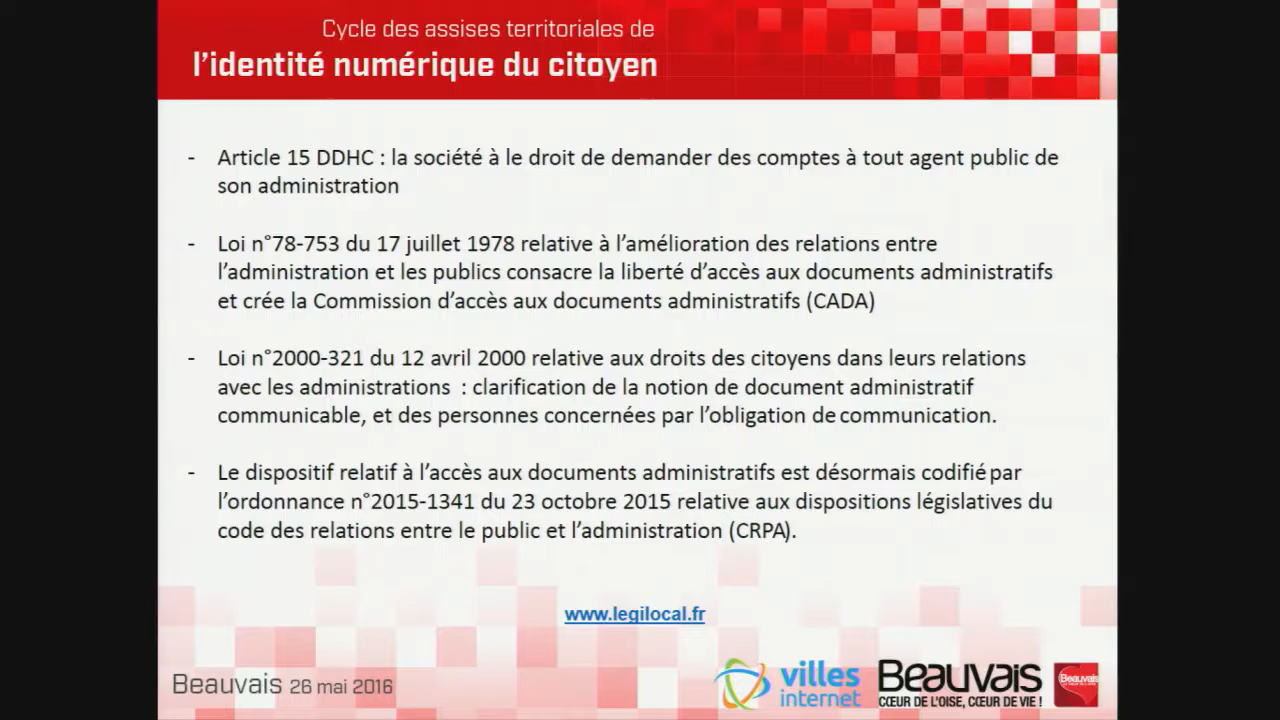 Cycle des assises territoriales de
l'identité numérique du citoyen
- Article 15 DDHC : la société à le droit de demander des comptes à tout agent public de
son administration
- Loi n°78-753 du 17 juillet 1978 relative à l'amélioration des relations entre
l'administration et les publics consacre la liberté d'accès aux documents administratifs
et crée la Commission d'accès aux documents administratifs (CADA)
- Loi n°2000-321 du 12 avril 2000 relative aux droits des citoyens dans leurs relations
avec les administrations : clarification de la notion de document administratif
communicable, et des personnes concernées par l'obligation de communication.
- Le dispositif relatif à l'accès aux documents administratifs est désormais codifié par
l'ordonnance n°2015-1341 du 23 octobre 2015 relative aux dispositions législatives du
code des relations entre le public et l'administration (CRPA).
www.legilocal.fr
Beauvais 26 mai 2016
villes
internet
Beauvais
CŒUR DE L'OISE, CŒUR DE VIE !
Beauvais